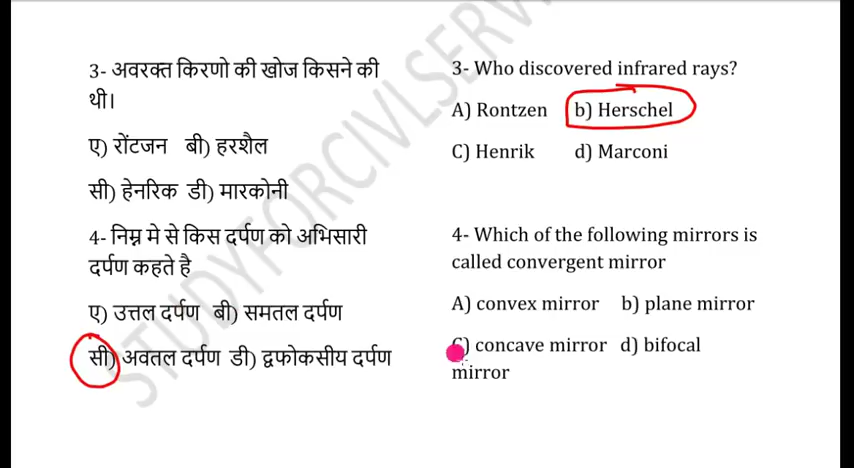 3- अवरक्त किरणो की खोज किसने की
थी।
ए) रोंटजन बी) हरशैल
सी) हेनरिक डी) मारकोनी
4- निम्न मे से किस दर्पण को अभिसारी
दर्पण कहते है
ए) उत्तल दर्पण बी) समतल दर्पण
सी) अवतल दर्पण डी) द्वफोकसीय दर्पण
3- Who discovered infrared rays?
A) Rontzen b) Herschel
C) Henrik d) Marconi
4- Which of the following mirrors is
called convergent mirror
A) convex mirror b) plane mirror
C) concave mirror d) bifocal
mirror
STUDYFORCIVLSERV